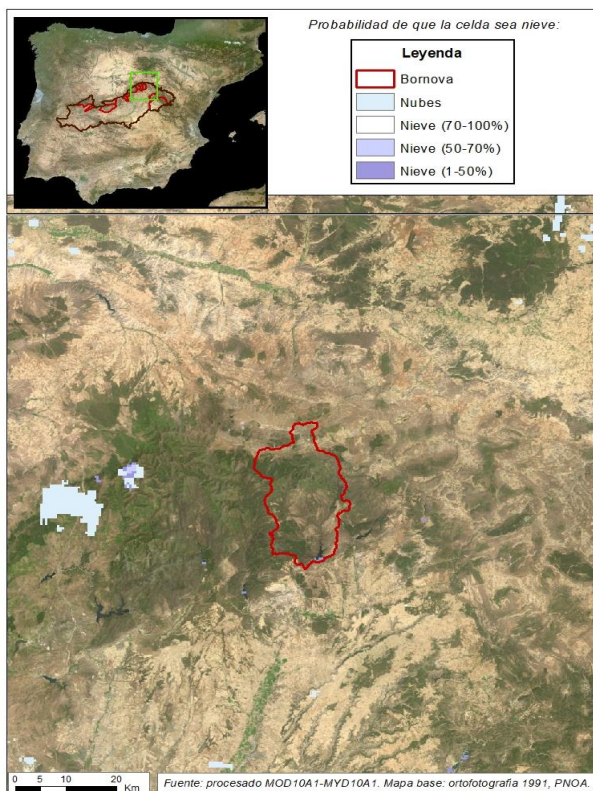 Probabilidad de que la celda sea nieve:
Leyenda
Bornova
Nubes
Nieve (70-100%)
Nieve (50-70%)
Nieve (1-50%)
0 5 10 20
Km
Fuente: procesado MOD10A1-MYD10A1. Mapa base: ortofotografia 1991, PNOA.